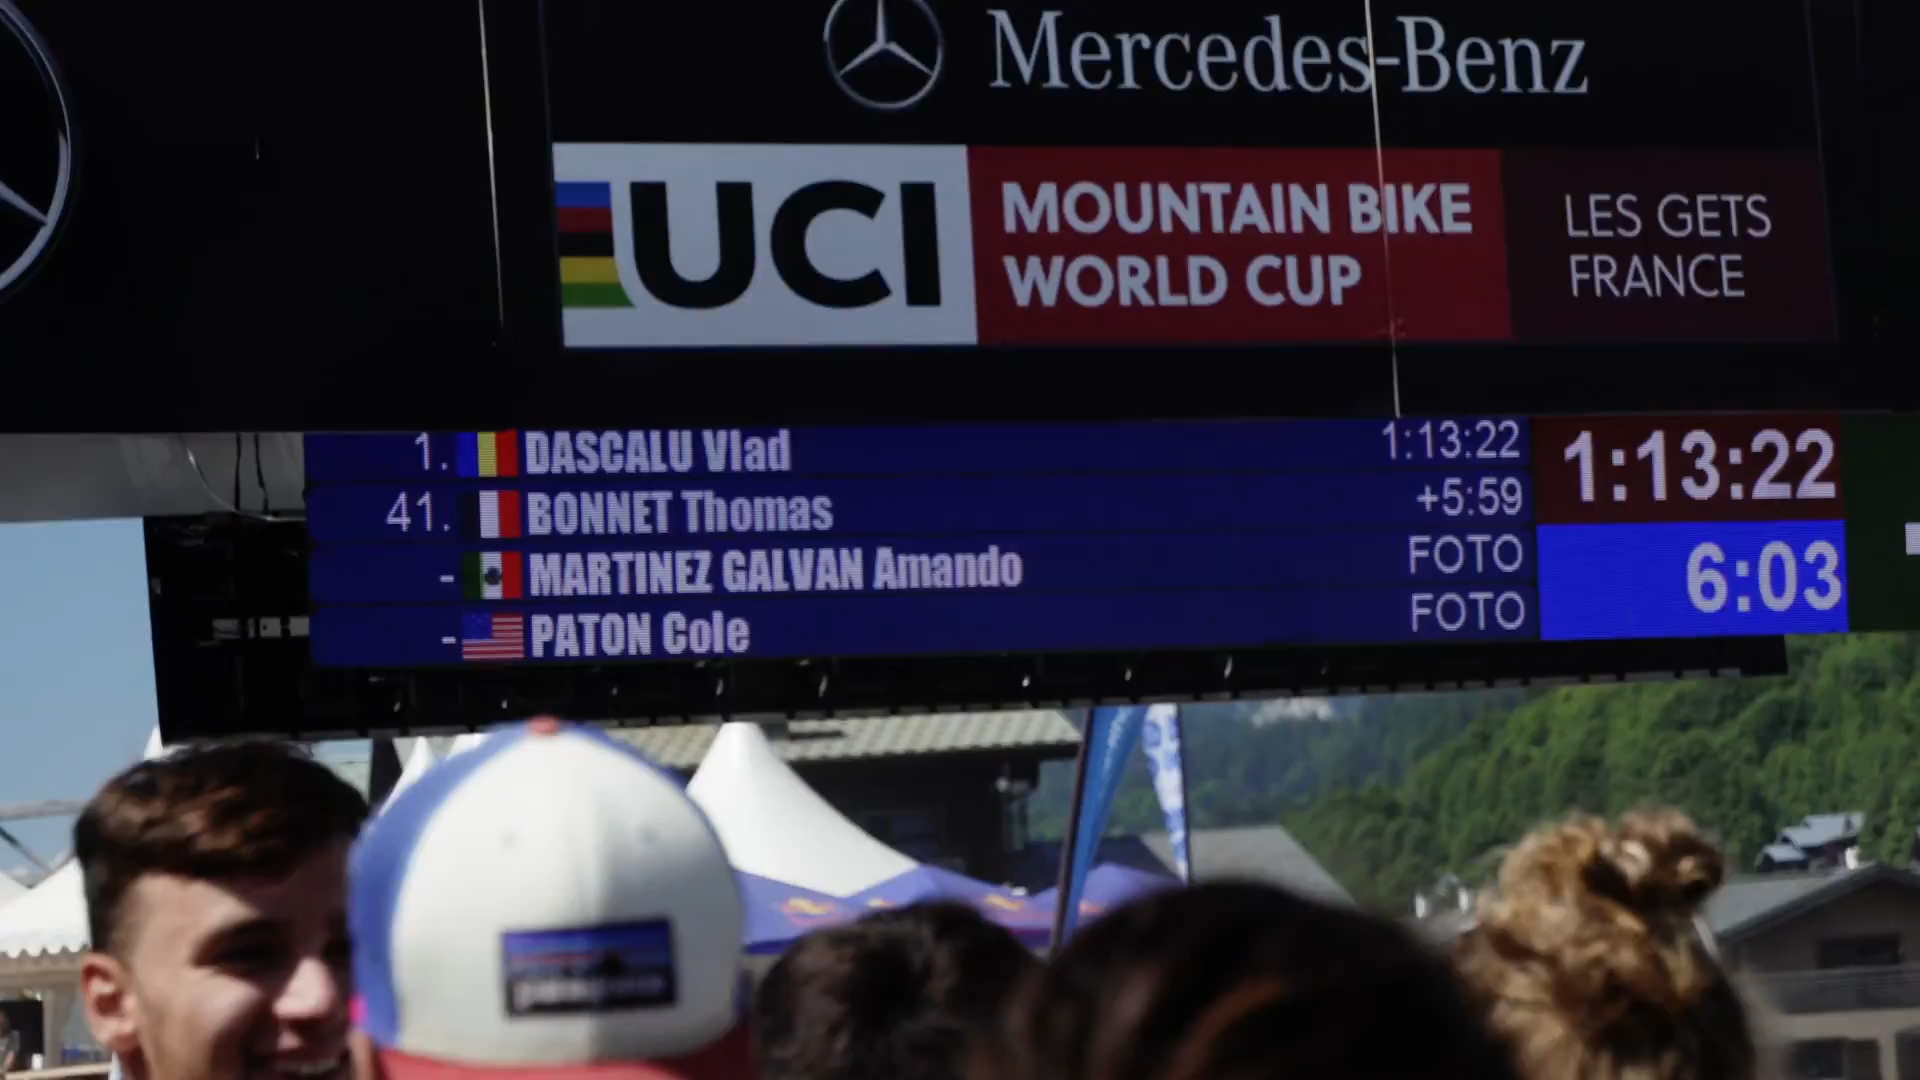 Mercedes-Benz
UCI
MOUNTAIN BIKE
WORLD CUP
LES GETS
FRANCE
1. DASCALU Vlad 1:13:22
41. BONNET Thomas +5:59
- MARTINEZ GALVAN Amando FOTO
- PATON Cole FOTO
1:13:22
6:03